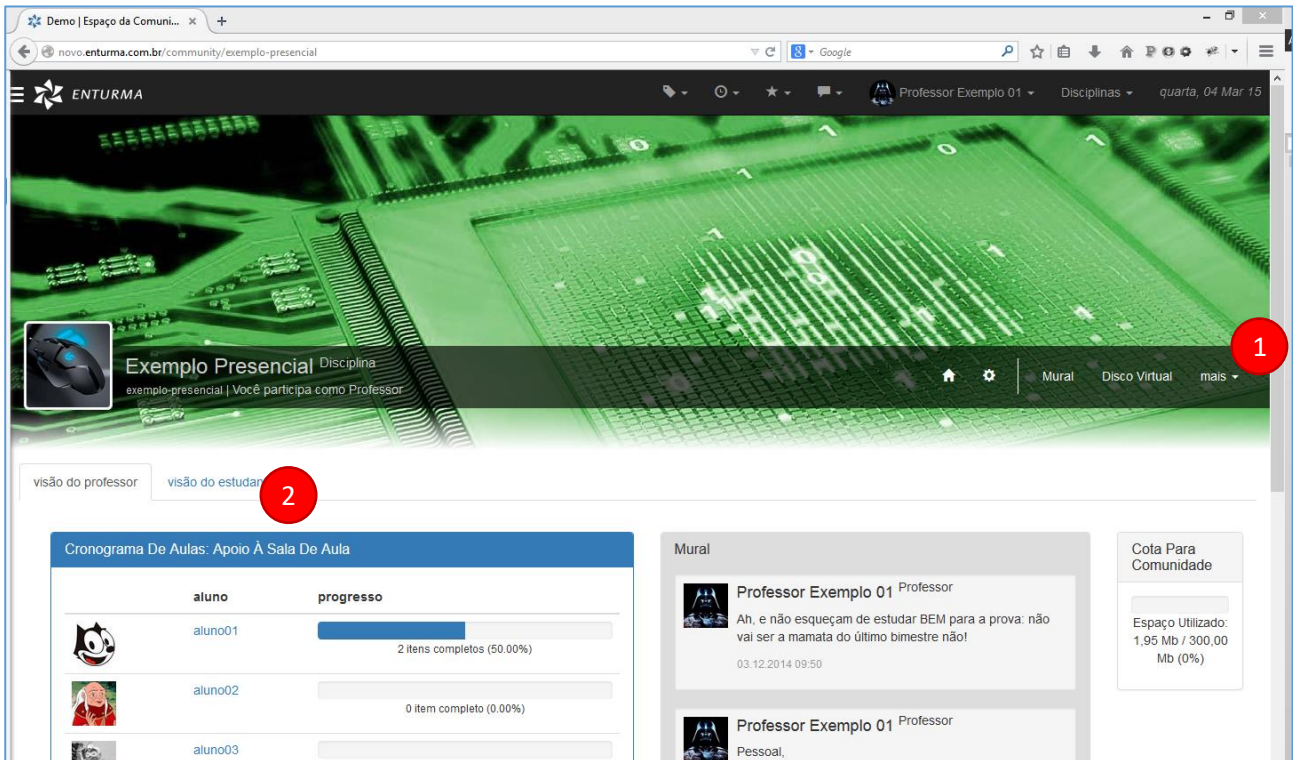 Demo | Espaço da Comuni... × +
novo.enturma.com.br/community/exemplo-presencial
Google
ENTURMA
Professor Exemplo 01
Disciplinas
quarta, 04 Mar 15
Exemplo Presencial Disciplina
exemplo-presencial | Você participa como Professor
Mural
Disco Virtual
mais
1
visão do professor
visão do estudan
2
Cronograma De Aulas: Apoio À Sala De Aula
aluno
progresso
aluno01
2 itens completos (50.00%)
aluno02
0 item completo (0.00%)
aluno03
Mural
Professor Exemplo 01 Professor
Ah, e não esqueçam de estudar BEM para a prova: não
vai ser a mamata do último bimestre não!
03.12.2014 09:50
Professor Exemplo 01 Professor
Pessoal,
Cota Para
Comunidade
Espaço Utilizado:
1,95 Mb / 300,00
Mb (0%)